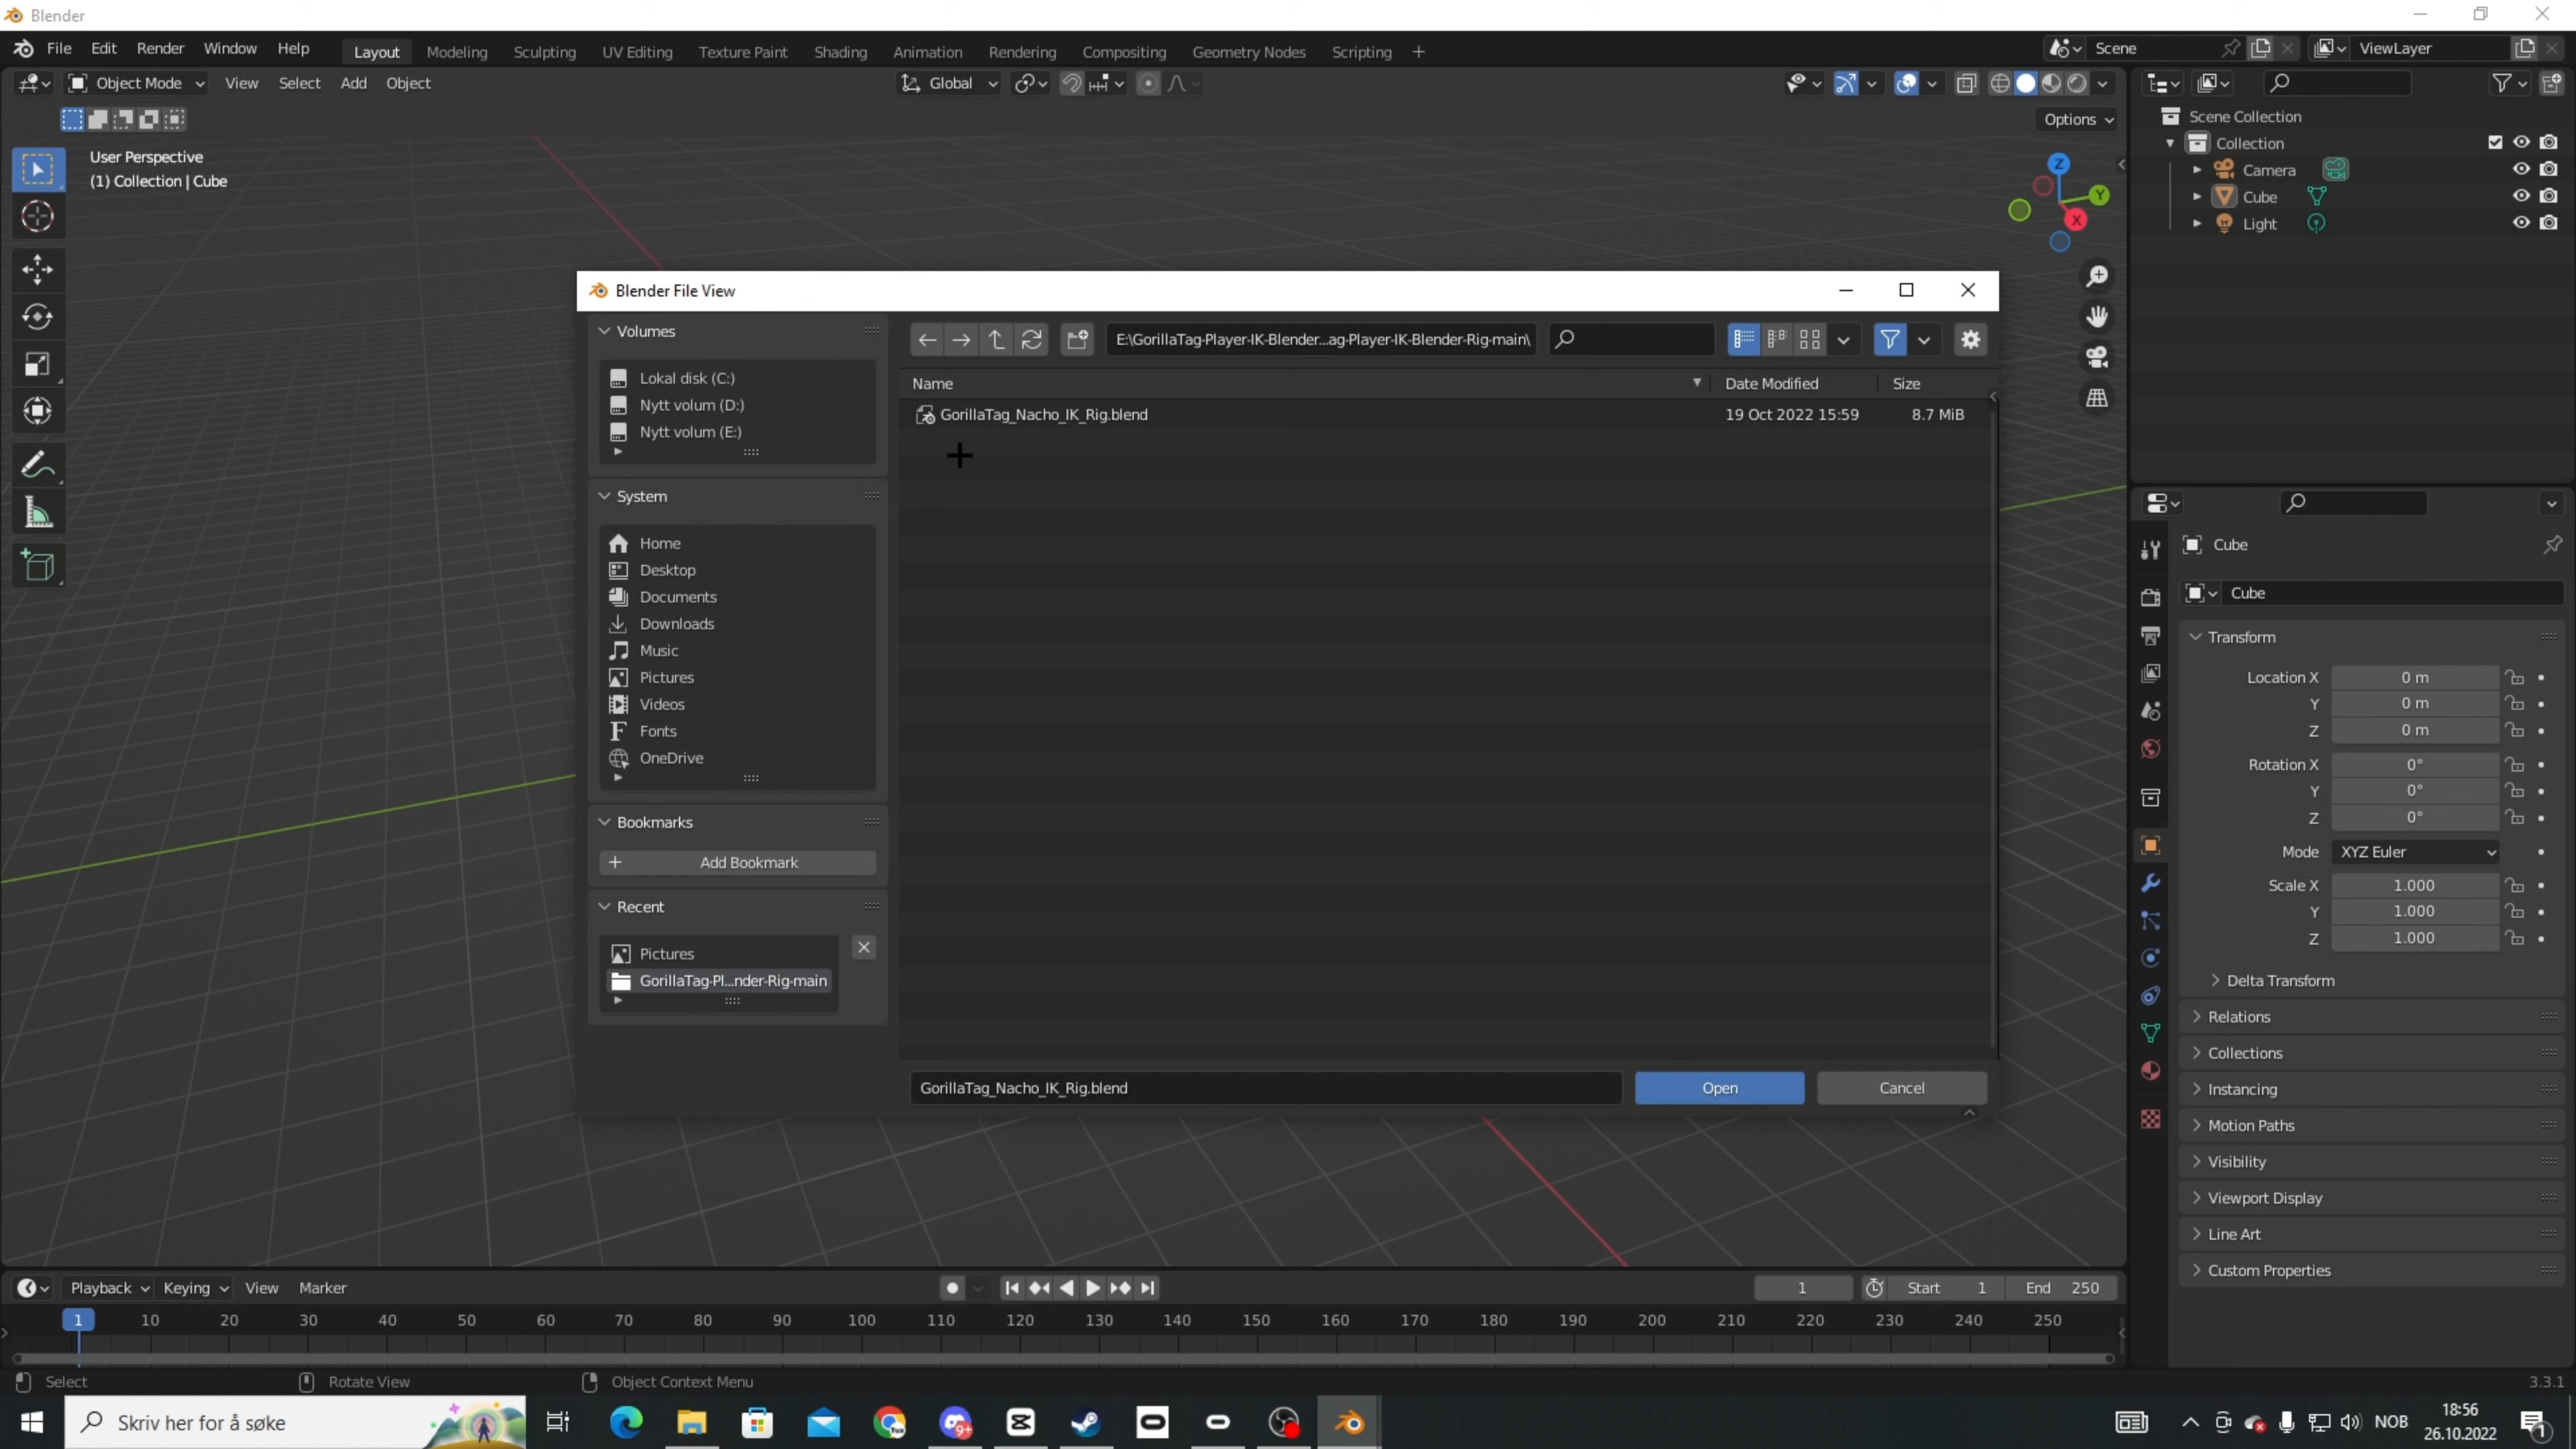 Blender
File Edit Render Window Help Layout Modeling Sculpting UV Editing Texture Paint Shading Animation Rendering Compositing Geometry Nodes Scripting + Scene ViewLayer
Object Mode View Select Add Object Global
Options
User Perspective
(1) Collection | Cube
Z
Y
X
Scene Collection
Collection
Camera
Cube
Light
Blender File View
Volumes
Lokal disk (C:)
Nytt volum (D:)
Nytt volum (E:)
System
Home
Desktop
Documents
Downloads
Music
Pictures
Videos
Fonts
OneDrive
Bookmarks
Add Bookmark
Recent
Pictures
GorillaTag-Pl...nder-Rig-main
E:\GorillaTag-Player-IK-Blender...ag-Player-IK-Blender-Rig-main\
Name Date Modified Size
GorillaTag_Nacho_IK_Rig.blend 19 Oct 2022 15:59 8.7 MiB
GorillaTag_Nacho_IK_Rig.blend Open Cancel
Cube
Cube
Transform
Location X 0 m
Y 0 m
Z 0 m
Rotation X 0°
Y 0°
Z 0°
Mode XYZ Euler
Scale X 1.000
Y 1.000
Z 1.000
Delta Transform
Relations
Collections
Instancing
Motion Paths
Visibility
Viewport Display
Line Art
Custom Properties
Playback Keying View Marker 1 Start 1 End 250
1 10 20 30 40 50 60 70 80 90 100 110 120 130 140 150 160 170 180 190 200 210 220 230 240 250
Select Rotate View Object Context Menu 3.3.1
Skriv her for å søke 9+ NOB 18:56
26.10.2022 1